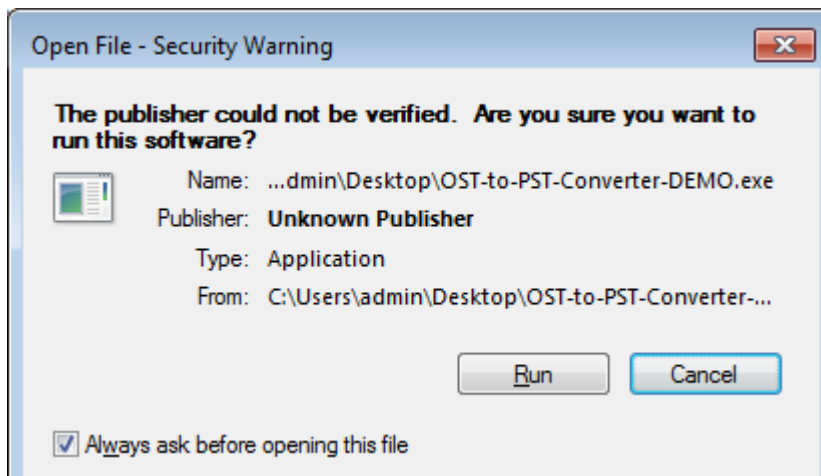 Open File - Security Warning
The publisher could not be verified. Are you sure you want to
run this software?
Name: ...dmin\Desktop\OST-to-PST-Converter-DEMO.exe
Publisher: Unknown Publisher
Type: Application
From: C:\Users\admin\Desktop\OST-to-PST-Converter-...
Run Cancel
Always ask before opening this file